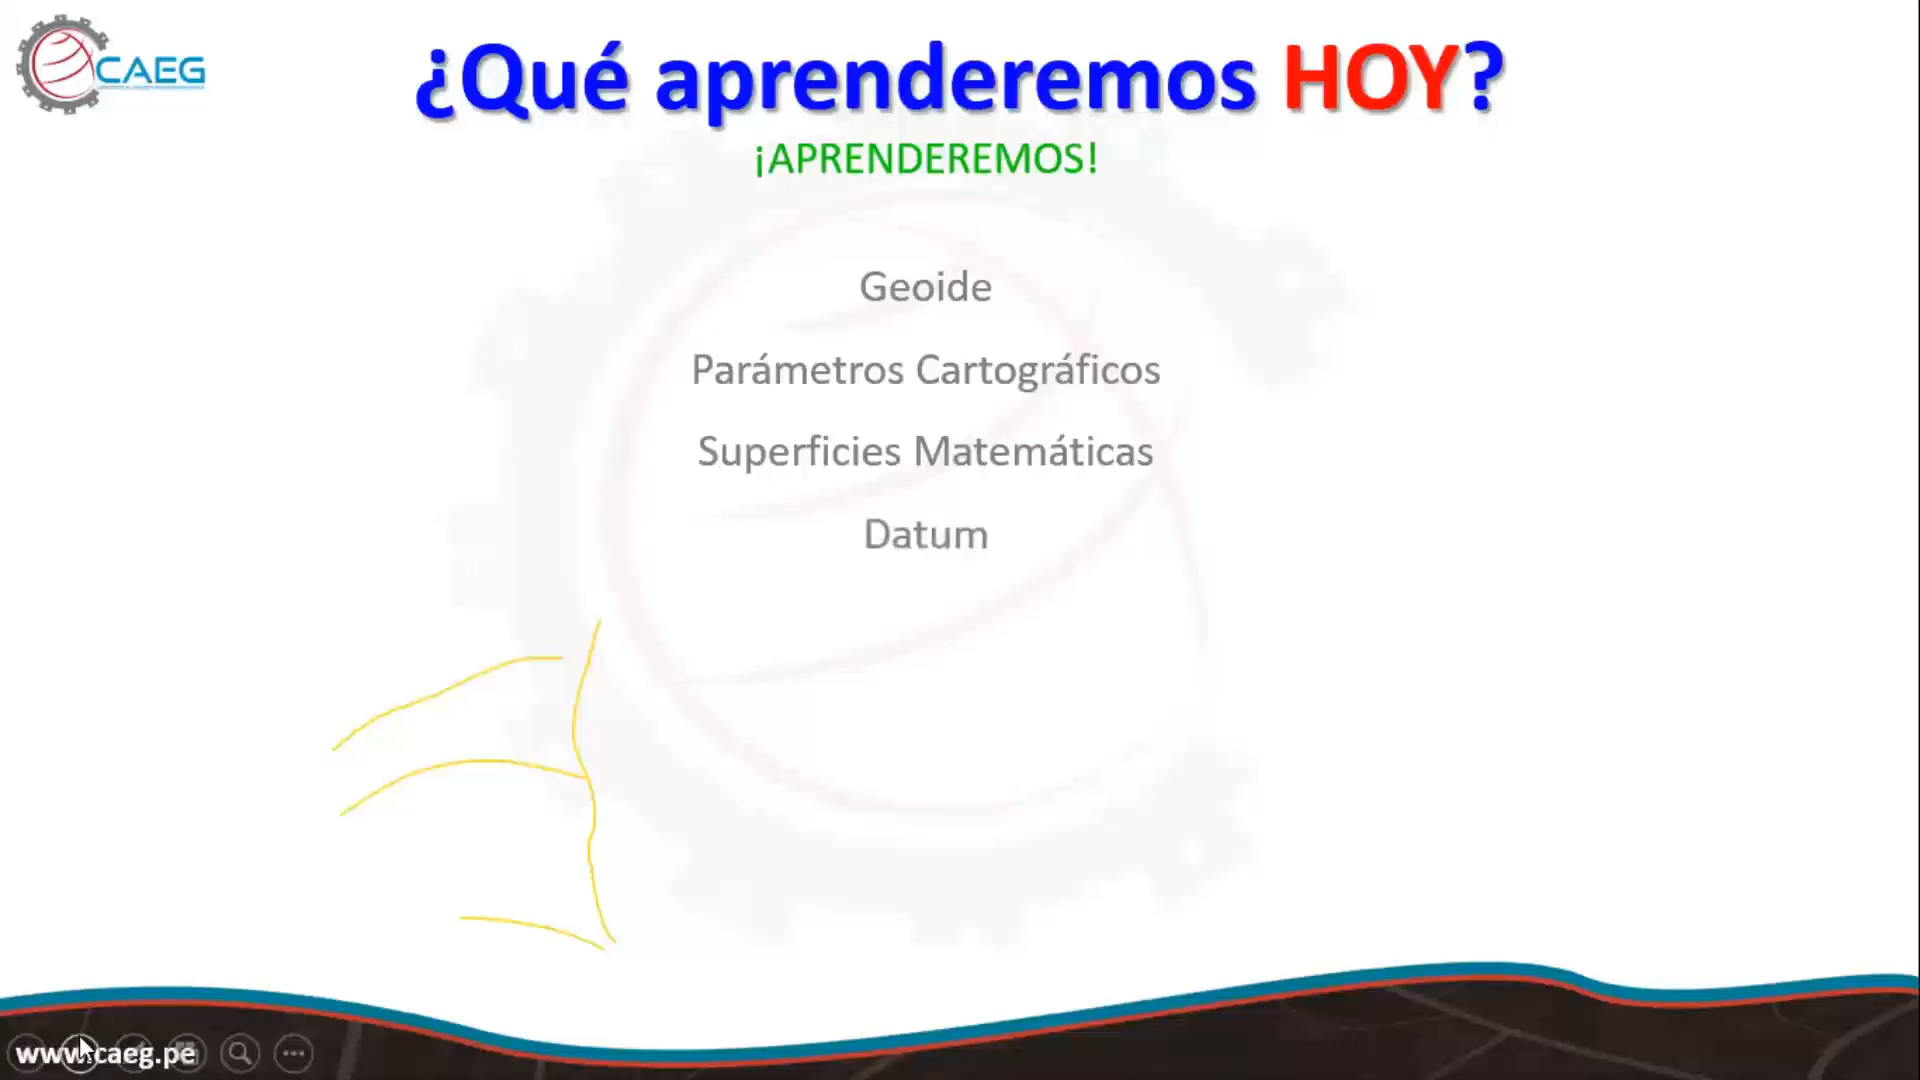 CAEG
¿Qué aprenderemos HOY?
¡APRENDEREMOS!
Geoide
Parámetros Cartográficos
Superficies Matemáticas
Datum
www.caeg.pe